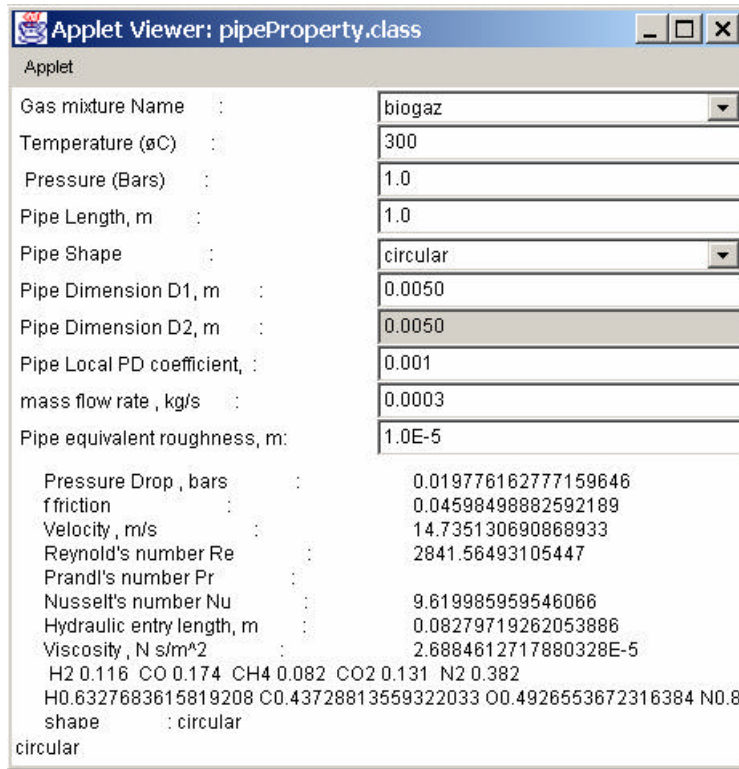 Applet Viewer: pipeProperty.class
Applet
Gas mixture Name : biogaz
Temperature (øC) : 300
Pressure (Bars) : 1.0
Pipe Length, m : 1.0
Pipe Shape : circular
Pipe Dimension D1, m : 0.0050
Pipe Dimension D2, m : 0.0050
Pipe Local PD coefficient, : 0.001
mass flow rate , kg/s : 0.0003
Pipe equivalent roughness, m: 1.0E-5
Pressure Drop , bars : 0.019776162777159646
f friction : 0.04598498882592189
Velocity , m/s : 14.735130690868933
Reynold's number Re : 2841.56493105447
Prandl's number Pr :
Nusselt's number Nu : 9.619985959546066
Hydraulic entry length, m : 0.08279719262053886
Viscosity , N s/m^2 : 2.6884612717880328E-5
H2 0.116 CO 0.174 CH4 0.082 CO2 0.131 N2 0.382
H0.6327683615819208 C0.43728813559322033 O0.4926553672316384 N0.8
shape : circular
circular